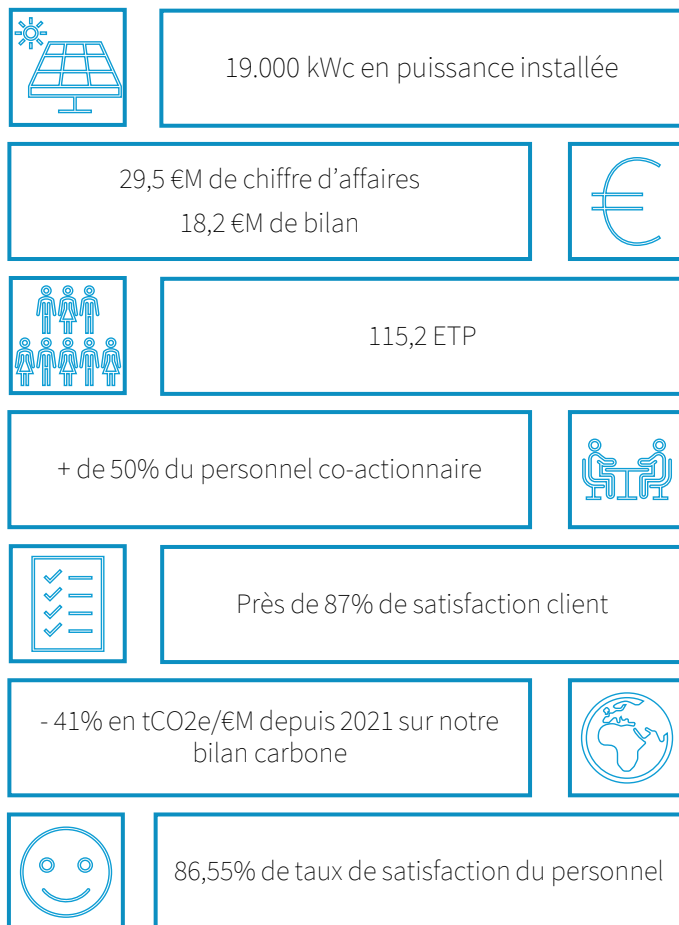 19.000 kWc en puissance installée
29,5 €M de chiffre d’affaires
18,2 €M de bilan
115,2 ETP
+ de 50% du personnel co-actionnaire
Près de 87% de satisfaction client
- 41% en tCO2e/€M depuis 2021 sur notre
bilan carbone
86,55% de taux de satisfaction du personnel